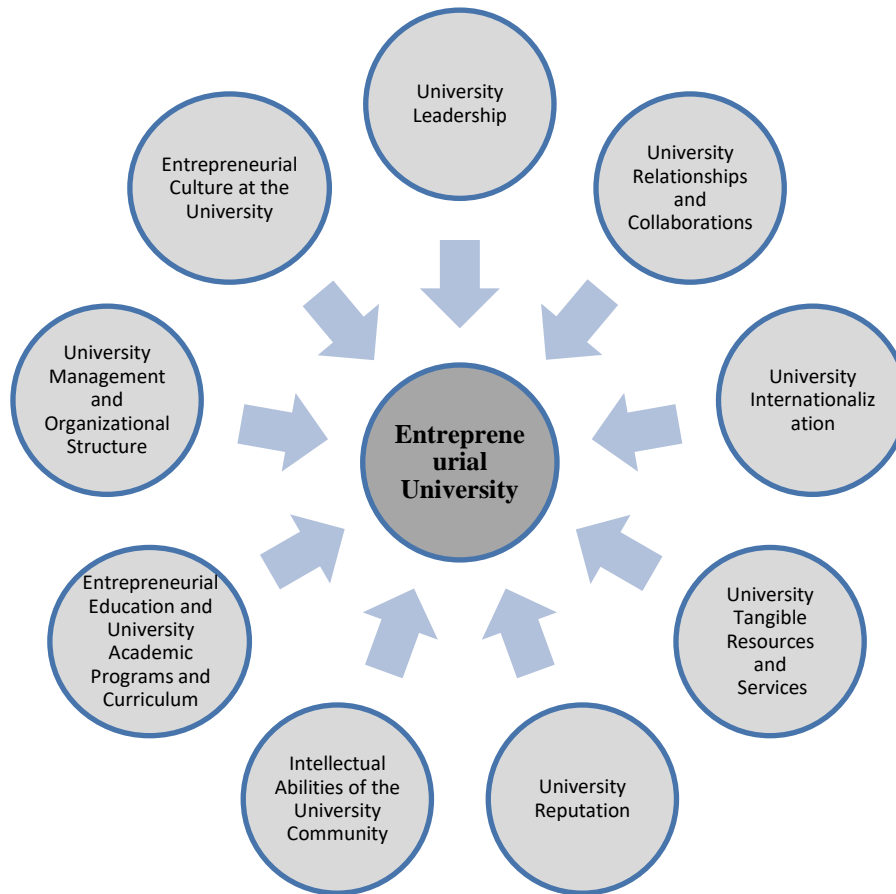 University
Leadership
University
Relationships
and
Collaborations
University
Internationaliz
ation
University
Tangible
Resources
and
Services
University
Reputation
Intellectual
Abilities of the
University
Community
Entrepreneurial
Education and
University
Academic
Programs and
Curriculum
University
Management
and
Organizational
Structure
Entrepreneurial
Culture at the
University
Entreprene
urial
University